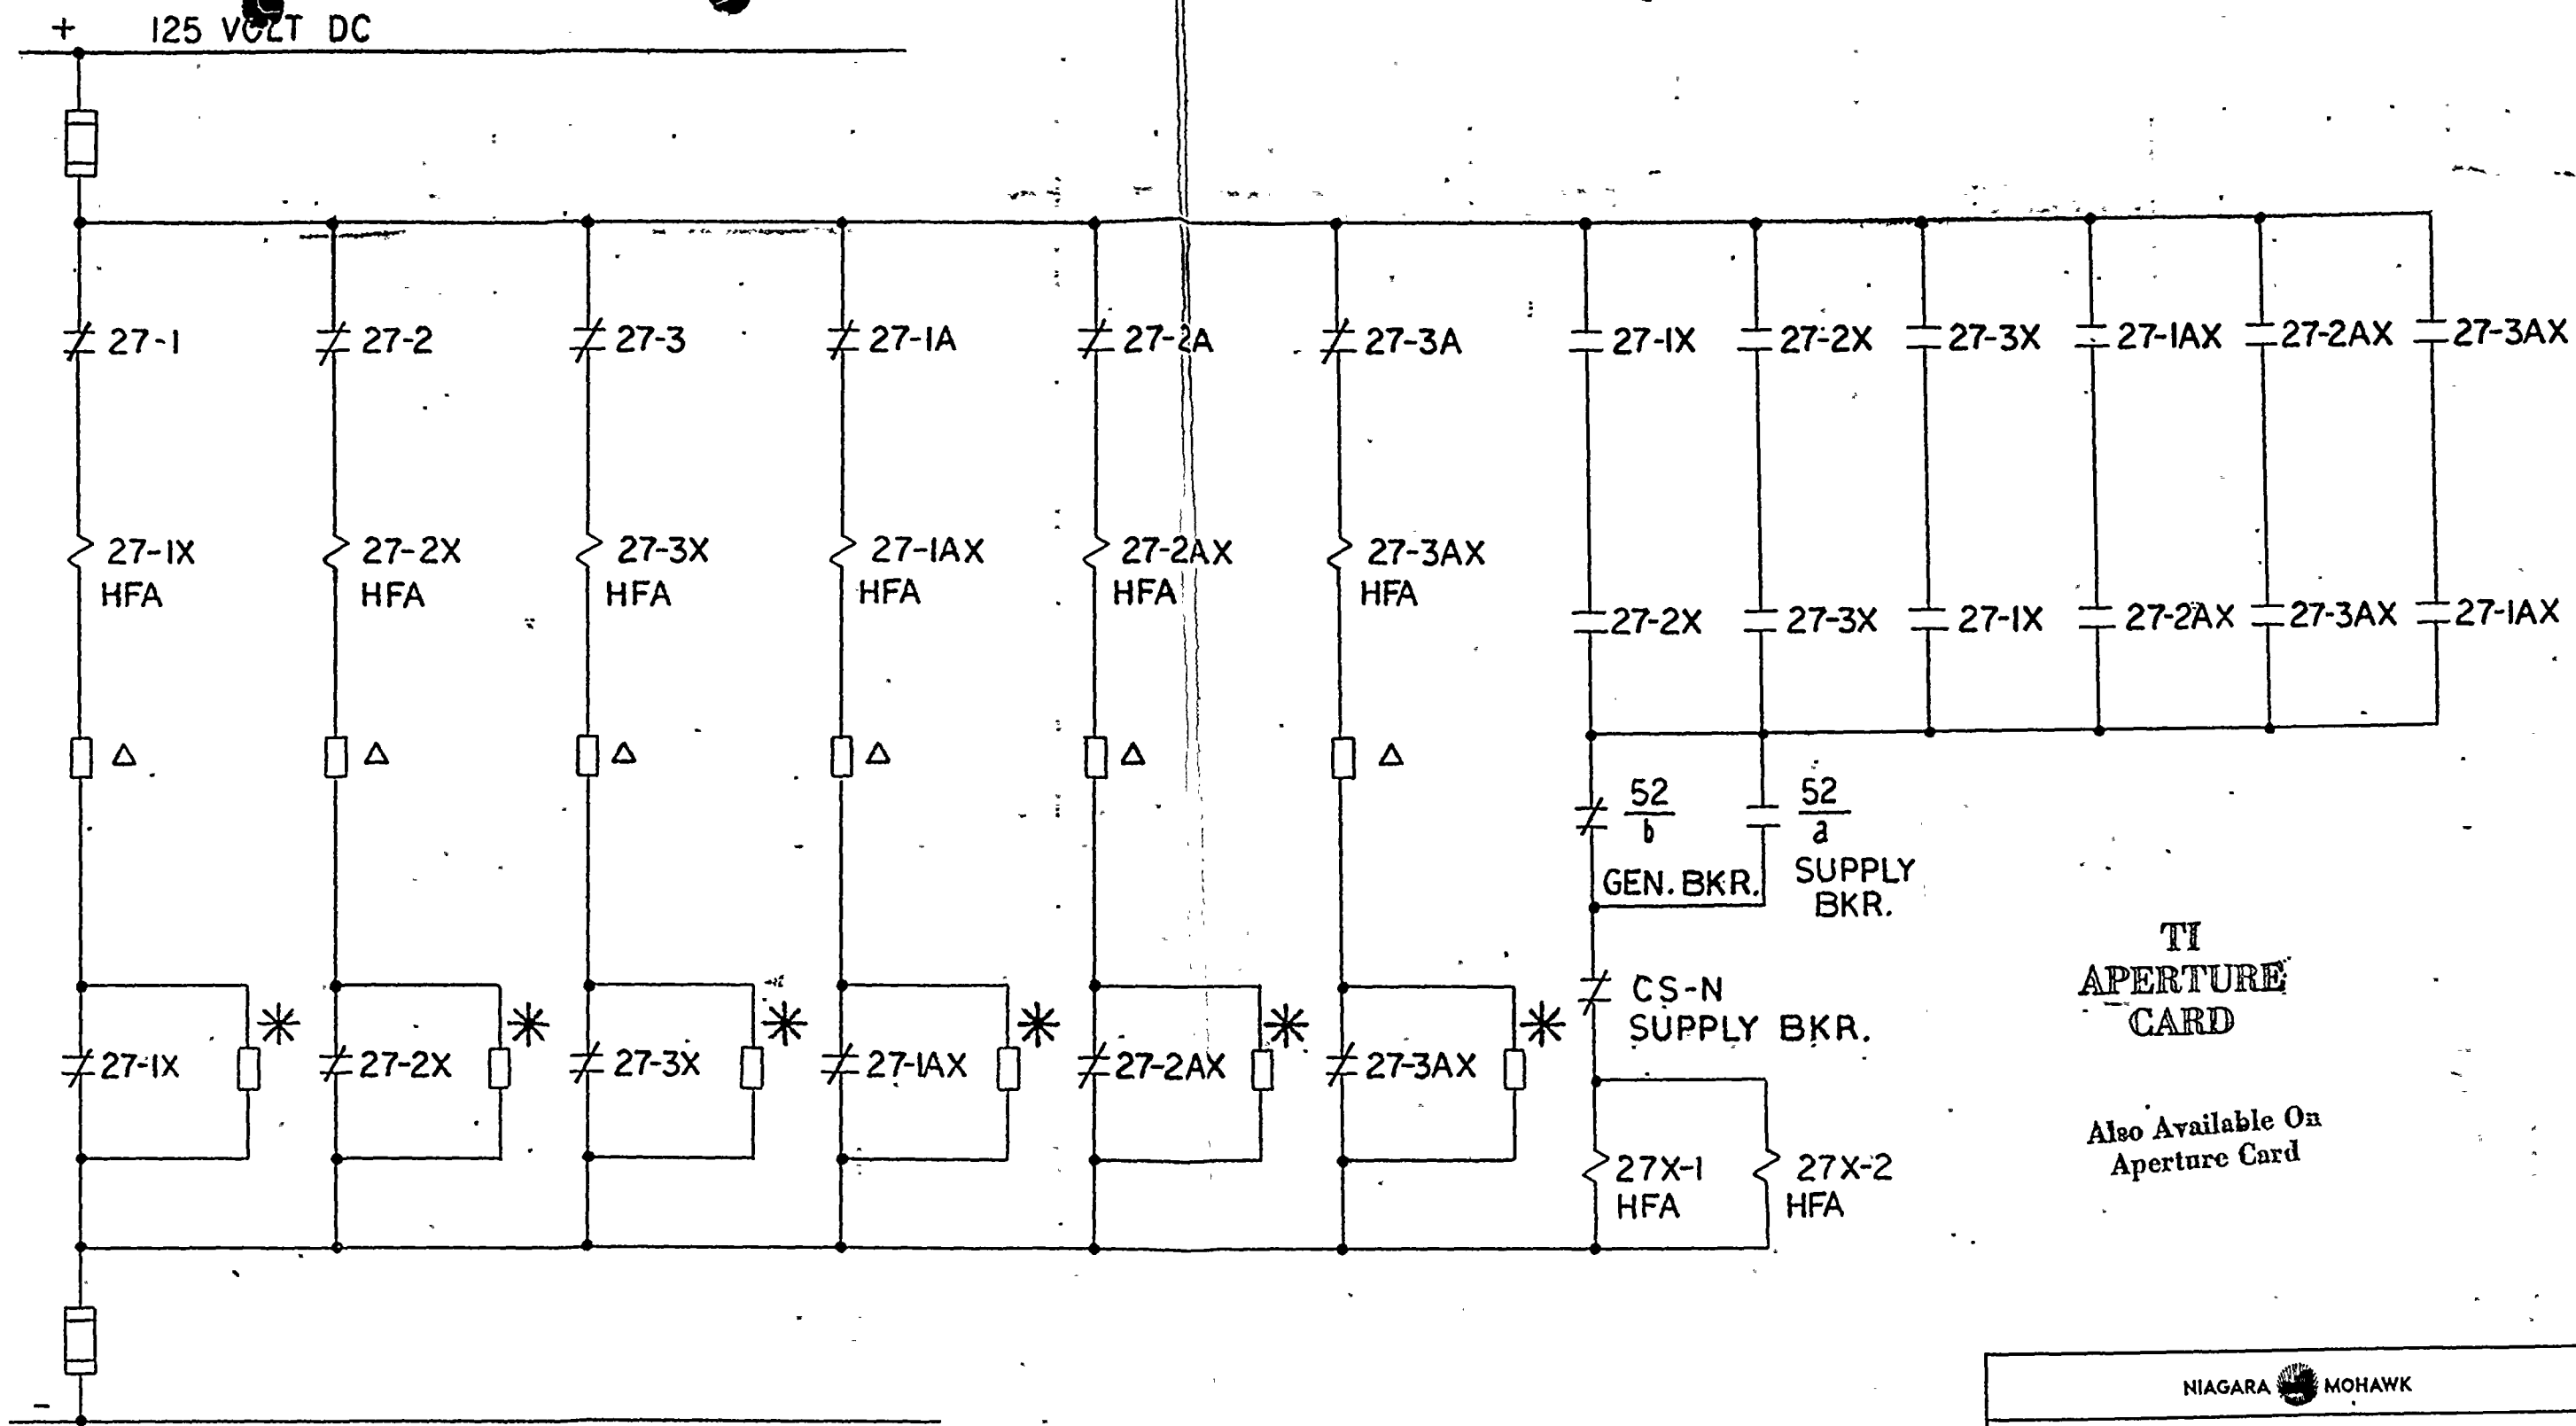 + 125 VOLT DC
27-1
27-2
27-3
27-1A
27-2A
27-3A
27-1X
27-2X
27-3X
27-1AX
27-2AX
27-3AX
27-1X
HFA
27-2X
HFA
27-3X
HFA
27-1AX
HFA
27-2AX
HFA
27-3AX
HFA
27-2X
27-3X
27-1X
27-2AX
27-3AX
27-1AX
Δ
Δ
Δ
Δ
Δ
Δ
52
b
GEN. BKR.
52
a
SUPPLY
BKR.
*
*
*
*
*
*
27-1X
27-2X
27-3X
27-1AX
27-2AX
27-3AX
CS-N
SUPPLY BKR.
27X-1
HFA
27X-2
HFA
TI
APERTURE
CARD
Also Available On
Aperture Card
-
NIAGARA MOHAWK